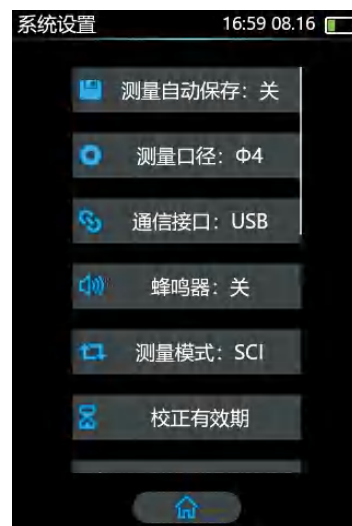 系统设置 16:59 08.16
测量自动保存：关
测量口径：Φ4
通信接口：USB
蜂鸣器：关
测量模式：SCI
校正有效期